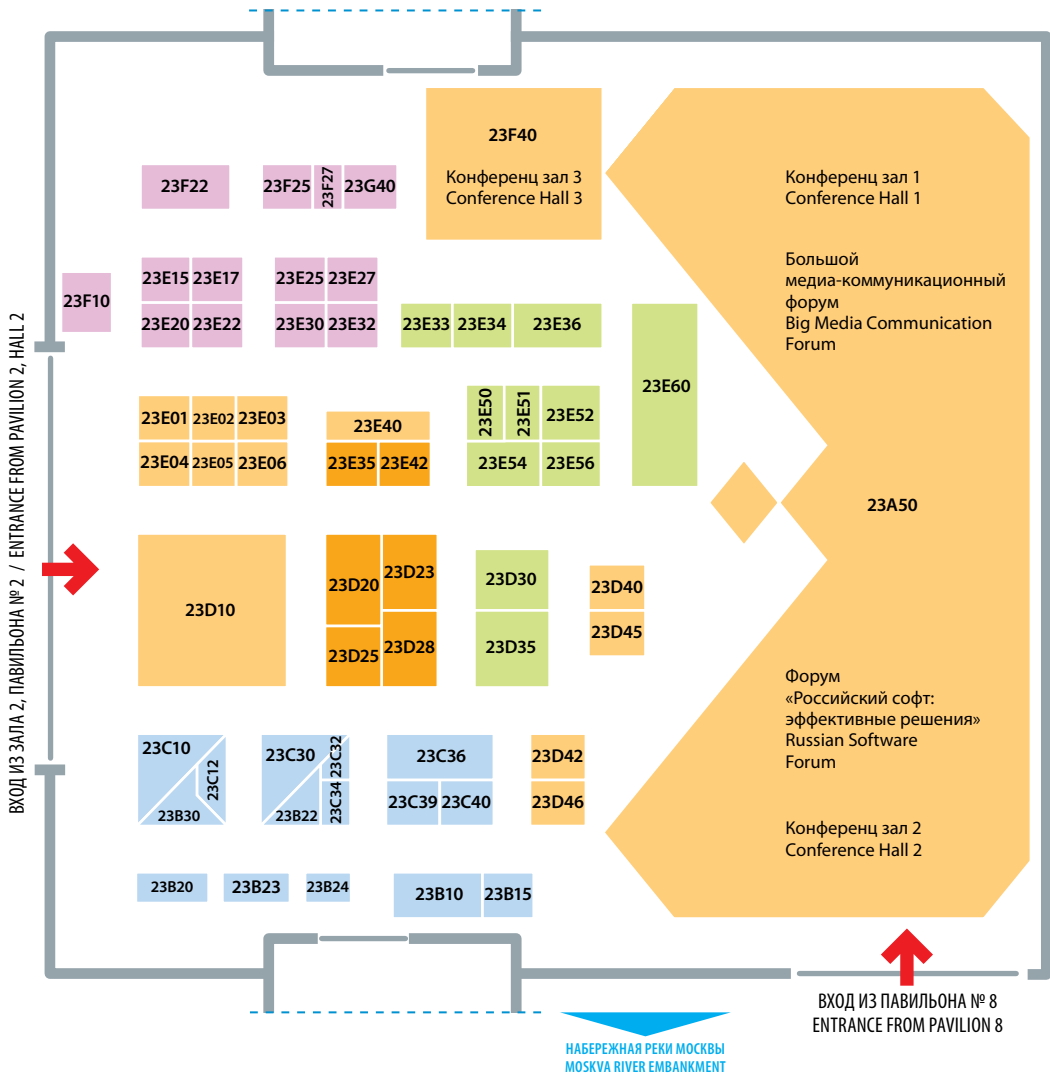 23F40
Конференц зал 3
Conference Hall 3
Конференц зал 1
Conference Hall 1
23F22
23F25
23F27
23G40
Большой
медиа-коммуникационный
форум
Big Media Communication
Forum
23F10
23E15
23E17
23E25
23E27
23E20
23E22
23E30
23E32
23E33
23E34
23E36
23E60
23E01
23E02
23E03
23E04
23E05
23E06
23E40
23E35
23E42
23E50
23E51
23E52
23E54
23E56
23A50
ВХОД ИЗ ЗАЛА 2, ПАВИЛЬОНА № 2 / ENTRANCE FROM PAVILION 2, HALL 2
23D10
23D20
23D23
23D25
23D28
23D30
23D35
23D40
23D45
Форум
«Российский софт:
эффективные решения»
Russian Software
Forum
23C10
23C12
23B30
23C30
23C32
23C34
23B22
23C36
23C39
23C40
23D42
23D46
Конференц зал 2
Conference Hall 2
23B20
23B23
23B24
23B10
23B15
ВХОД ИЗ ПАВИЛЬОНА № 8
ENTRANCE FROM PAVILION 8
НАБЕРЕЖНАЯ РЕКИ МОСКВЫ
MOSKVA RIVER EMBANKMENT